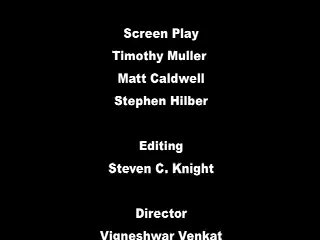 Screen Play
Timothy Muller
Matt Caldwell
Stephen Hilber
Editing
Steven C. Knight
Director
Vigneshwar Venkat